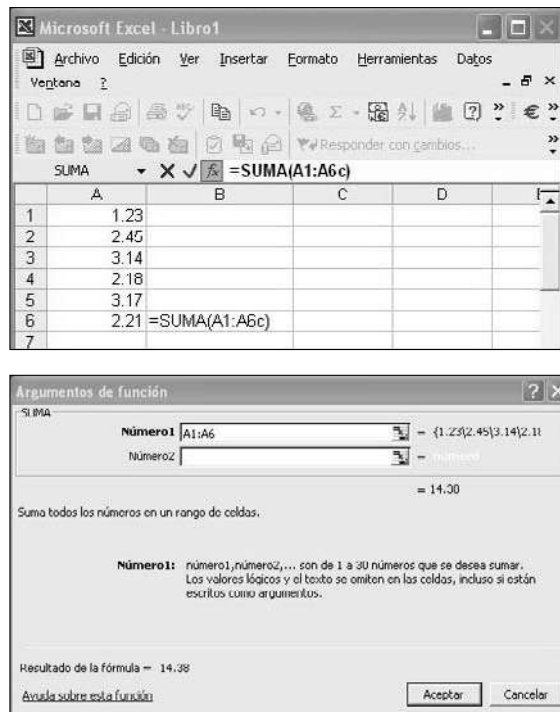 Microsoft Excel - Libro1
Archivo Edición Ver Insertar Formato Herramientas Datos
Ventana ?
Responder con cambios...
SUMA =SUMA(A1:A6c)
A B C D
1 1.23
2 2.45
3 3.14
4 2.18
5 3.17
6 2.21 =SUMA(A1:A6c)
7
Argumentos de función
SUMA
Número1 A1:A6 = {1.23\2.45\3.14\2.18
Número2 = número
Suma todos los números en un rango de celdas.
Número1: número1,número2,... son de 1 a 30 números que se desea sumar.
Los valores lógicos y el texto se omiten en las celdas, incluso si están
escritos como argumentos.
Resultado de la fórmula = 14.38
Ayuda sobre esta función Aceptar Cancelar